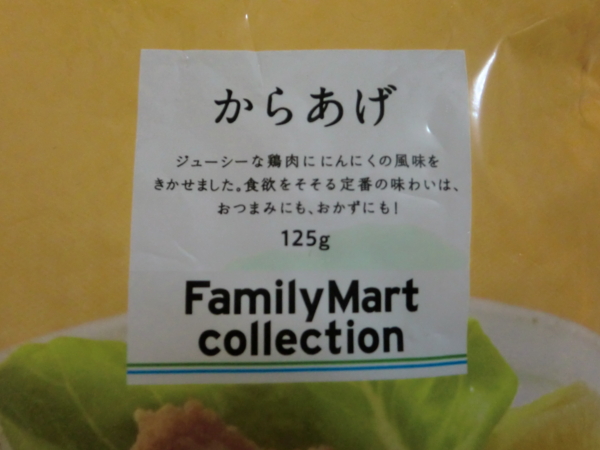 からあげ
ジューシーな鶏肉ににんにくの風味を
きかせました。食欲をそそる定番の味わいは、
おつまみにも、おかずにも!
125g
FamilyMart
collection